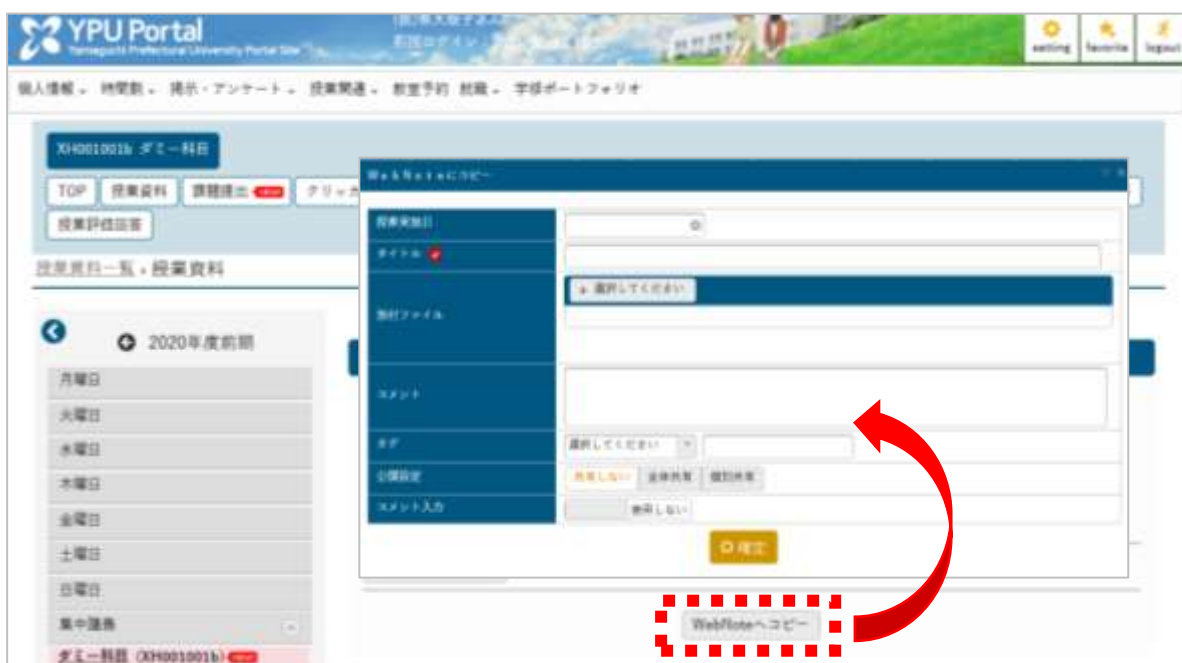 YPU Portal
Yamaguchi Prefectural University Portal Site
setting favorite logout
個人情報 時間割 掲示・アンケート 授業関連 教室予約 就職 学修ポートフォリオ
XH001001b ダミー科目
TOP 授業資料 課題提出
授業評価回答
授業資料一覧 授業資料
WebNoteにコピー
授業実施日
タイトル
選択してください
添付ファイル
コメント
タグ 選択してください
公開設定 共有しない 全体共有 個別共有
コメント入力 使用しない
確定
2020年度前期
月曜日
火曜日
水曜日
木曜日
金曜日
土曜日
日曜日
集中講義
ダミー科目 (XH001001b)
WebNoteへコピー